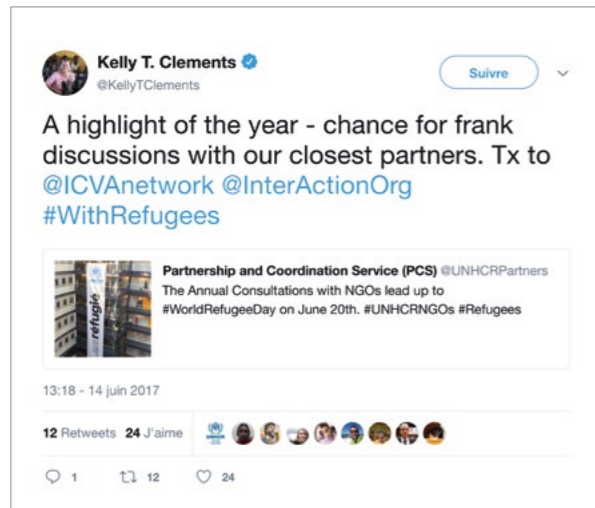 Kelly T. Clements
@KellyTClements
Suivre
A highlight of the year - chance for frank
discussions with our closest partners. Tx to
@ICVAnetwork @InterActionOrg
#WithRefugees
réfugié
Partnership and Coordination Service (PCS) @UNHCRPartners
The Annual Consultations with NGOs lead up to
#WorldRefugeeDay on June 20th. #UNHCRNGOs #Refugees
13:18 - 14 juin 2017
12 Retweets 24 J'aime
1 12 24